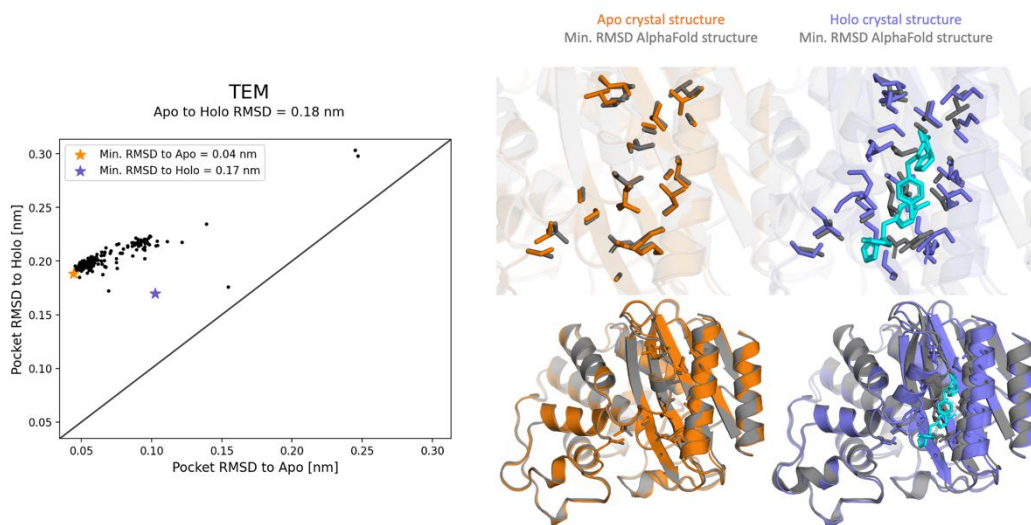 Apo crystal structure
Min. RMSD AlphaFold structure
Holo crystal structure
Min. RMSD AlphaFold structure
TEM
Apo to Holo RMSD = 0.18 nm
Min. RMSD to Apo = 0.04 nm
Min. RMSD to Holo = 0.17 nm
Pocket RMSD to Holo [nm]
0.30
0.25
0.20
0.15
0.10
0.05
0.05 0.10 0.15 0.20 0.25 0.30
Pocket RMSD to Apo [nm]